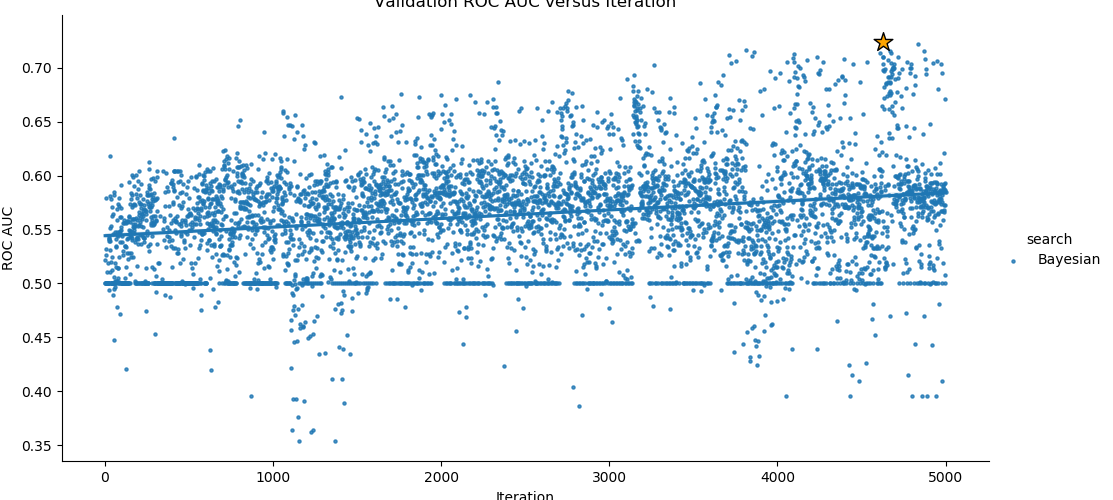 Validation ROC AUC versus Iteration
0.70
0.65
0.60
0.55
0.50
0.45
0.40
0.35
ROC AUC
0 1000 2000 3000 4000 5000
Iteration
search
Bayesian